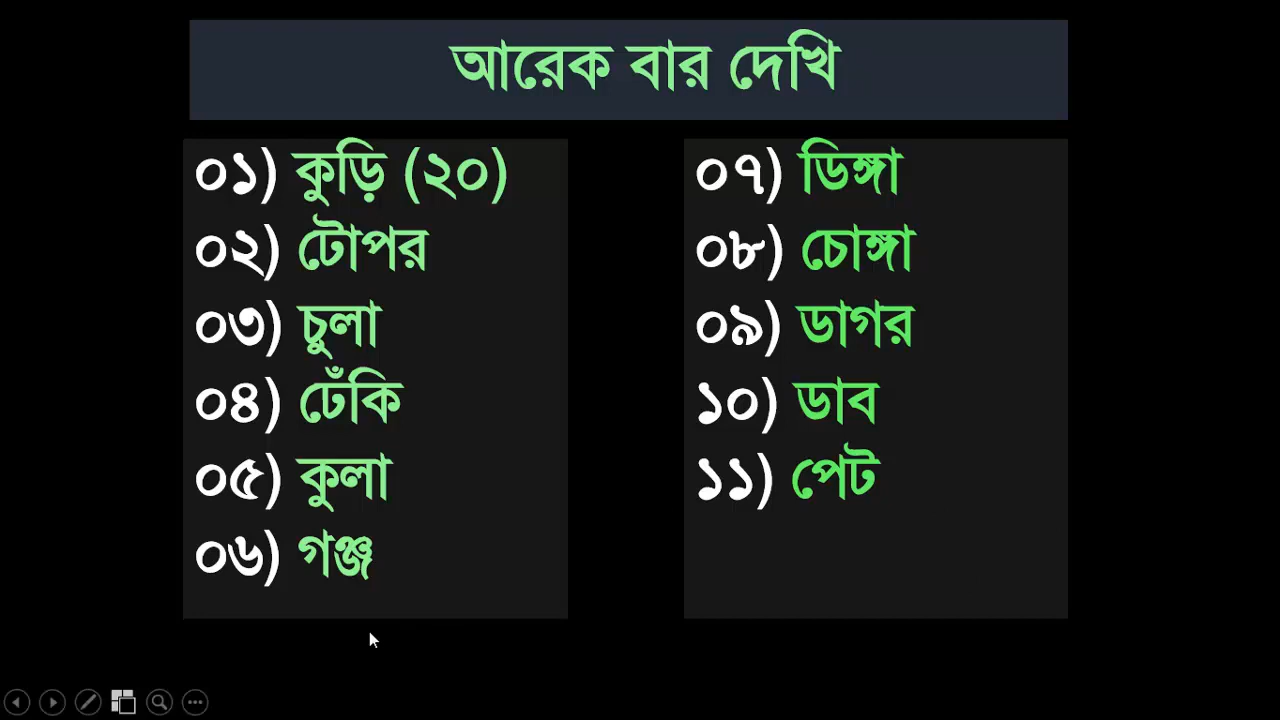 আরেক বার দেখি
০১) কুড়ি (২০)
০২) টোপর
০৩) চুলা
০৪) ঢেঁকি
০৫) কুলা
০৬) গঞ্জ
০৭) ডিঙ্গা
০৮) চোঙ্গা
০৯) ডাগর
১০) ডাব
১১) পেট